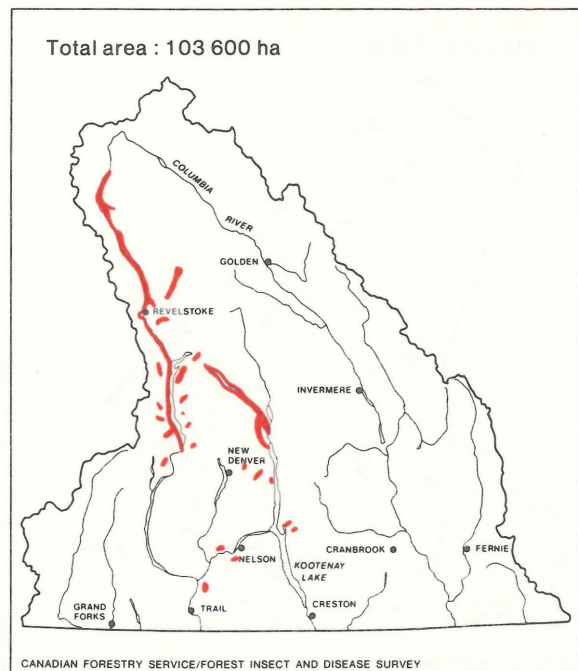 Total area : 103 600 ha
COLUMBIA
RIVER
GOLDEN
REVELSTOKE
INVERMERE
NEW
DENVER
NELSON
CRANBROOK
FERNIE
KOOTENAY
LAKE
GRAND
FORKS
TRAIL
CRESTON
CANADIAN FORESTRY SERVICE/FOREST INSECT AND DISEASE SURVEY